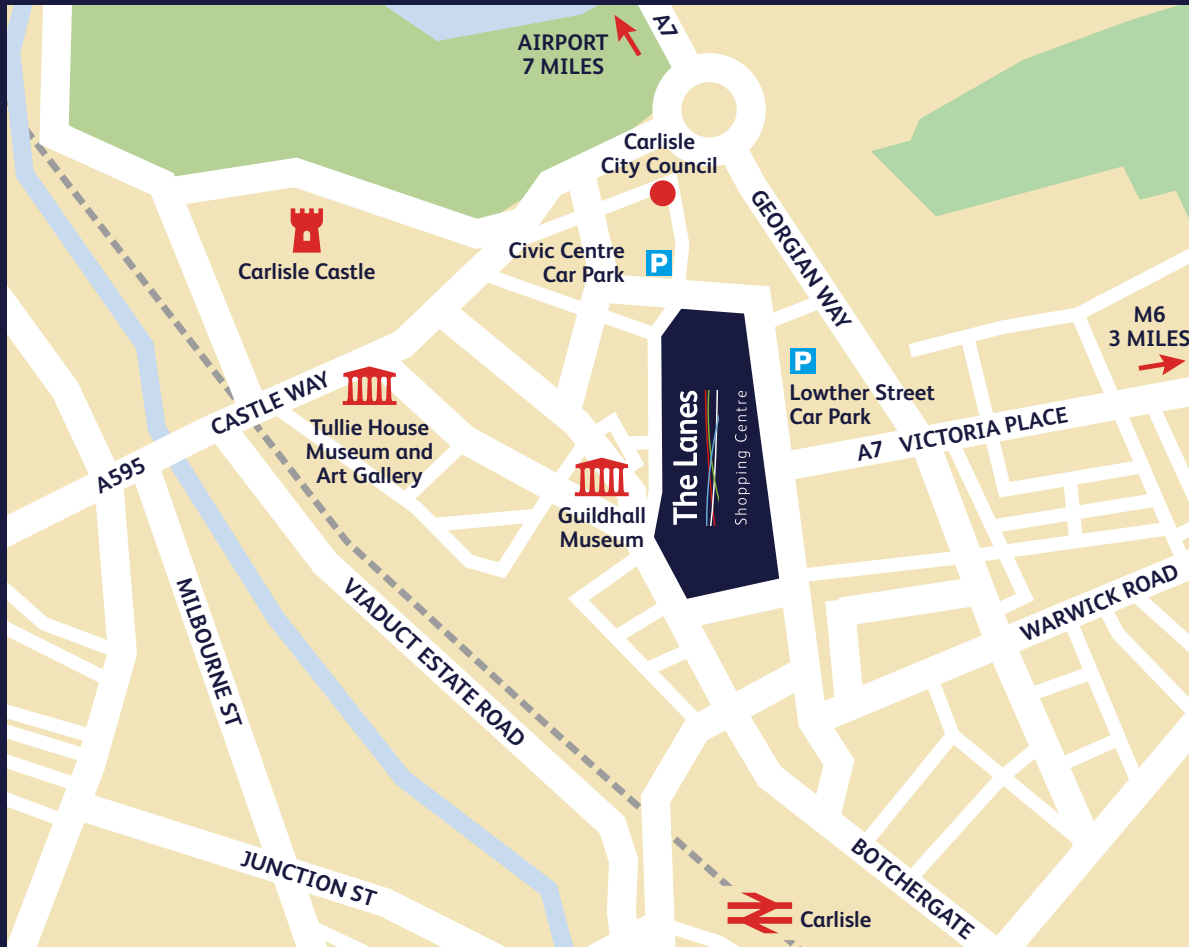 A7
AIRPORT
7 MILES
Carlisle
City Council
GEORGIAN WAY
Civic Centre
Car Park
P
Carlisle Castle
M6
3 MILES
P
Lowther Street
Car Park
CASTLE WAY
A7 VICTORIA PLACE
Tullie House
Museum and
Art Gallery
The Lanes
Shopping Centre
A595
Guildhall
Museum
WARWICK ROAD
MILBOURNE ST
VIADUCT ESTATE ROAD
BOTCHERGATE
JUNCTION ST
Carlisle